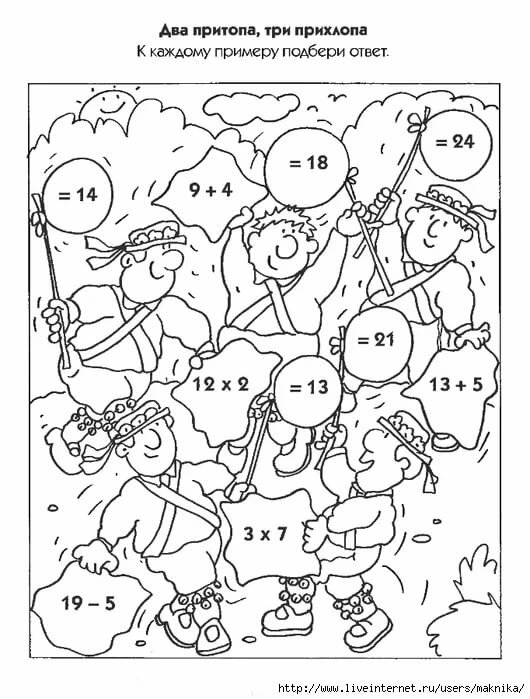 Два притопа, три прихлопа
К каждому примеру подбери ответ.
= 24
= 18
= 14
9 + 4
= 21
12 x 2
= 13
13 + 5
3 x 7
19 – 5
http://www.liveinternet.ru/users/maknika/